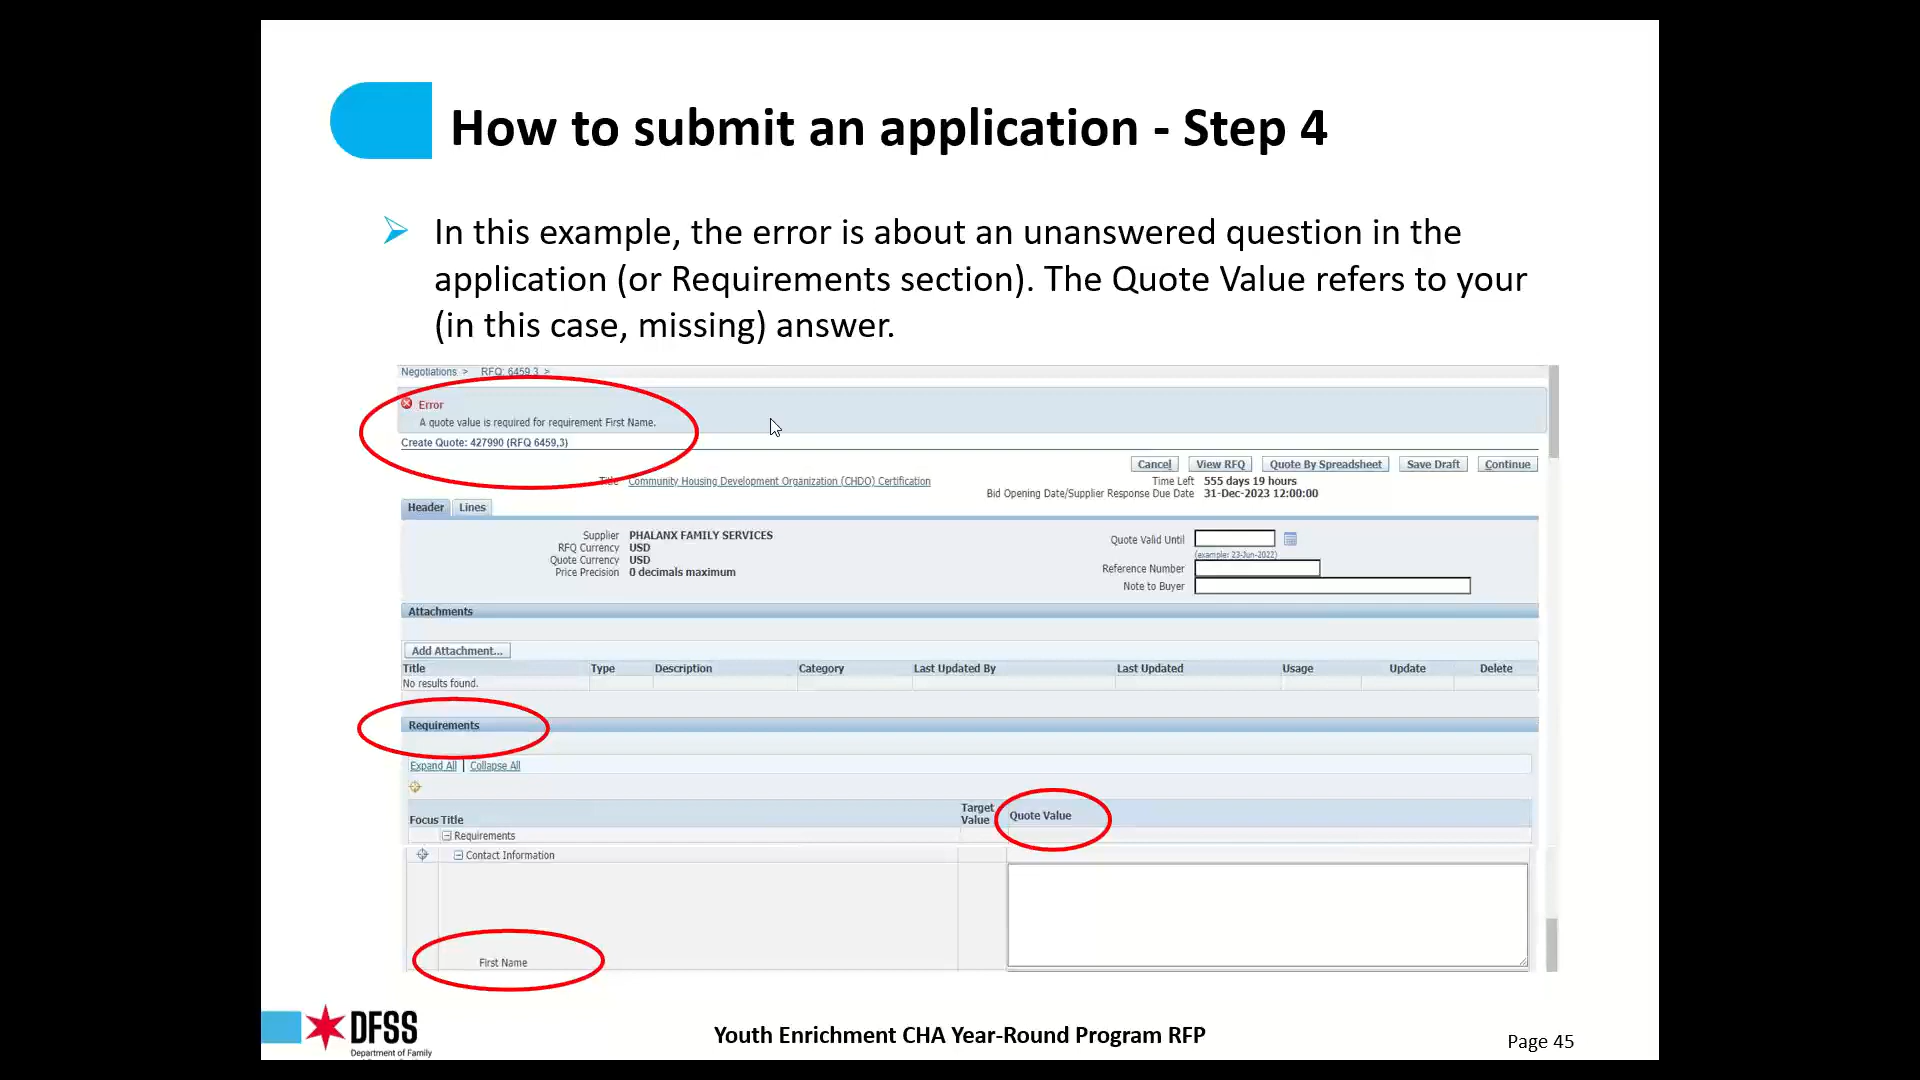 How to submit an application - Step 4
In this example, the error is about an unanswered question in the
application (or Requirements section). The Quote Value refers to your
(in this case, missing) answer.
Negotiations > RFQ: 6459,3 >
Error
A quote value is required for requirement First Name.
Create Quote: 427990 (RFQ 6459,3)
Cancel View RFQ Quote By Spreadsheet Save Draft Continue
Title Community Housing Development Organization (CHDO) Certification
Time Left 555 days 19 hours
Bid Opening Date/Supplier Response Due Date 31-Dec-2023 12:00:00
Header Lines
Supplier PHALANX FAMILY SERVICES
RFQ Currency USD
Quote Currency USD
Price Precision 0 decimals maximum
Quote Valid Until
(example: 23-Jun-2022)
Reference Number
Note to Buyer
Attachments
Add Attachment...
Title Type Description Category Last Updated By Last Updated Usage Update Delete
No results found.
Requirements
Expand All | Collapse All
Focus Title Target Value Quote Value
Requirements
Contact Information
First Name
DFSS
Department of Family
Youth Enrichment CHA Year-Round Program RFP
Page 45